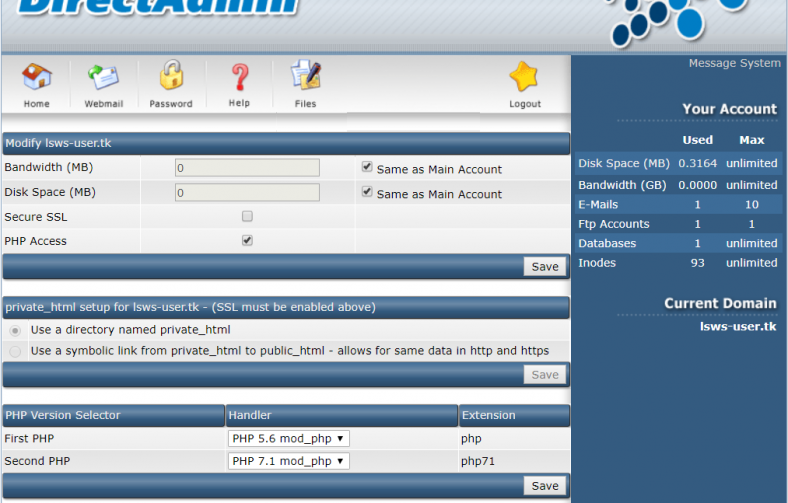 DirectAdmin
Message System
Home Webmail Password Help Files Logout
Your Account
Used Max
Disk Space (MB) 0.3164 unlimited
Bandwidth (GB) 0.0000 unlimited
E-Mails 1 10
Ftp Accounts 1 1
Databases 1 unlimited
Inodes 93 unlimited
Current Domain
lsws-user.tk
Modify lsws-user.tk
Bandwidth (MB) 0 Same as Main Account
Disk Space (MB) 0 Same as Main Account
Secure SSL
PHP Access
Save
private_html setup for lsws-user.tk - (SSL must be enabled above)
Use a directory named private_html
Use a symbolic link from private_html to public_html - allows for same data in http and https
Save
PHP Version Selector Handler Extension
First PHP PHP 5.6 mod_php php
Second PHP PHP 7.1 mod_php php71
Save